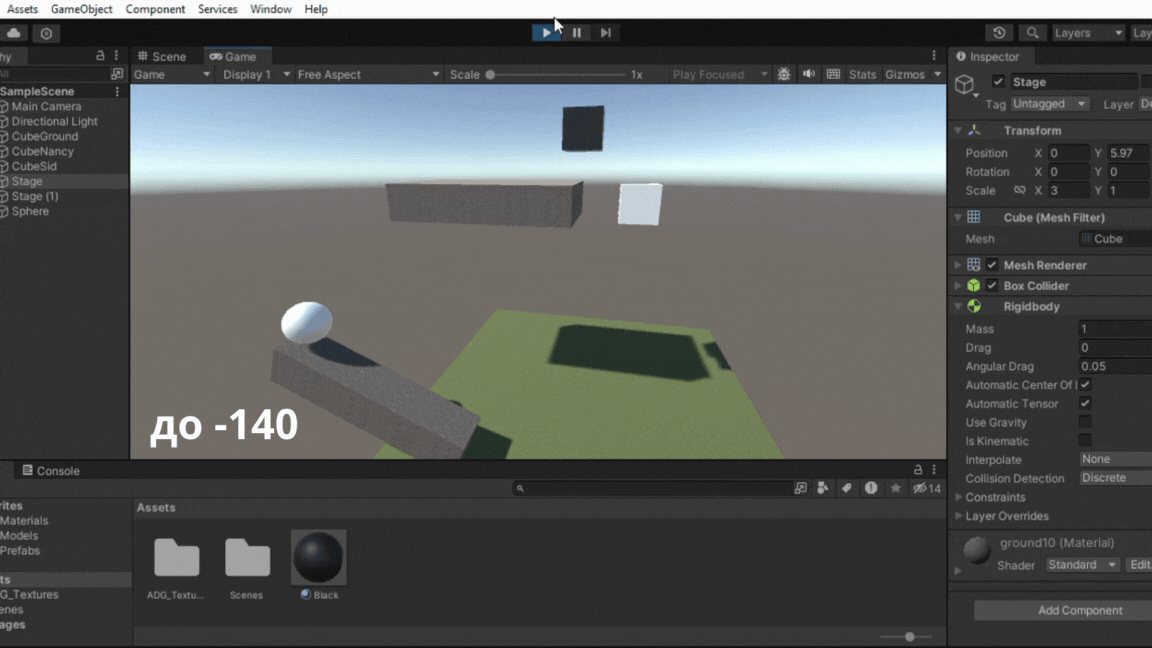 Assets GameObject Component Services Window Help
Layers Lay
hy
Scene Game
Inspector
All
Game Display 1 Free Aspect Scale 1x Play Focused Stats Gizmos
SampleScene
Main Camera
Directional Light
CubeGround
CubeNancy
CubeSid
Stage
Stage (1)
Sphere
Stage
Tag Untagged Layer De
Transform
Position X 0 Y 5.97
Rotation X 0 Y 0
Scale X 3 Y 1
Cube (Mesh Filter)
Mesh Cube
Mesh Renderer
Box Collider
Rigidbody
Mass 1
Drag 0
Angular Drag 0.05
Automatic Center Of I
Automatic Tensor
Use Gravity
Is Kinematic
Interpolate None
Collision Detection Discrete
Constraints
Layer Overrides
ground10 (Material)
Shader Standard Edit.
Add Component
до -140
Console
14
rites
Materials
Models
Prefabs
ts
G_Textures
enes
ages
Assets
ADG_Textu...
Scenes
Black